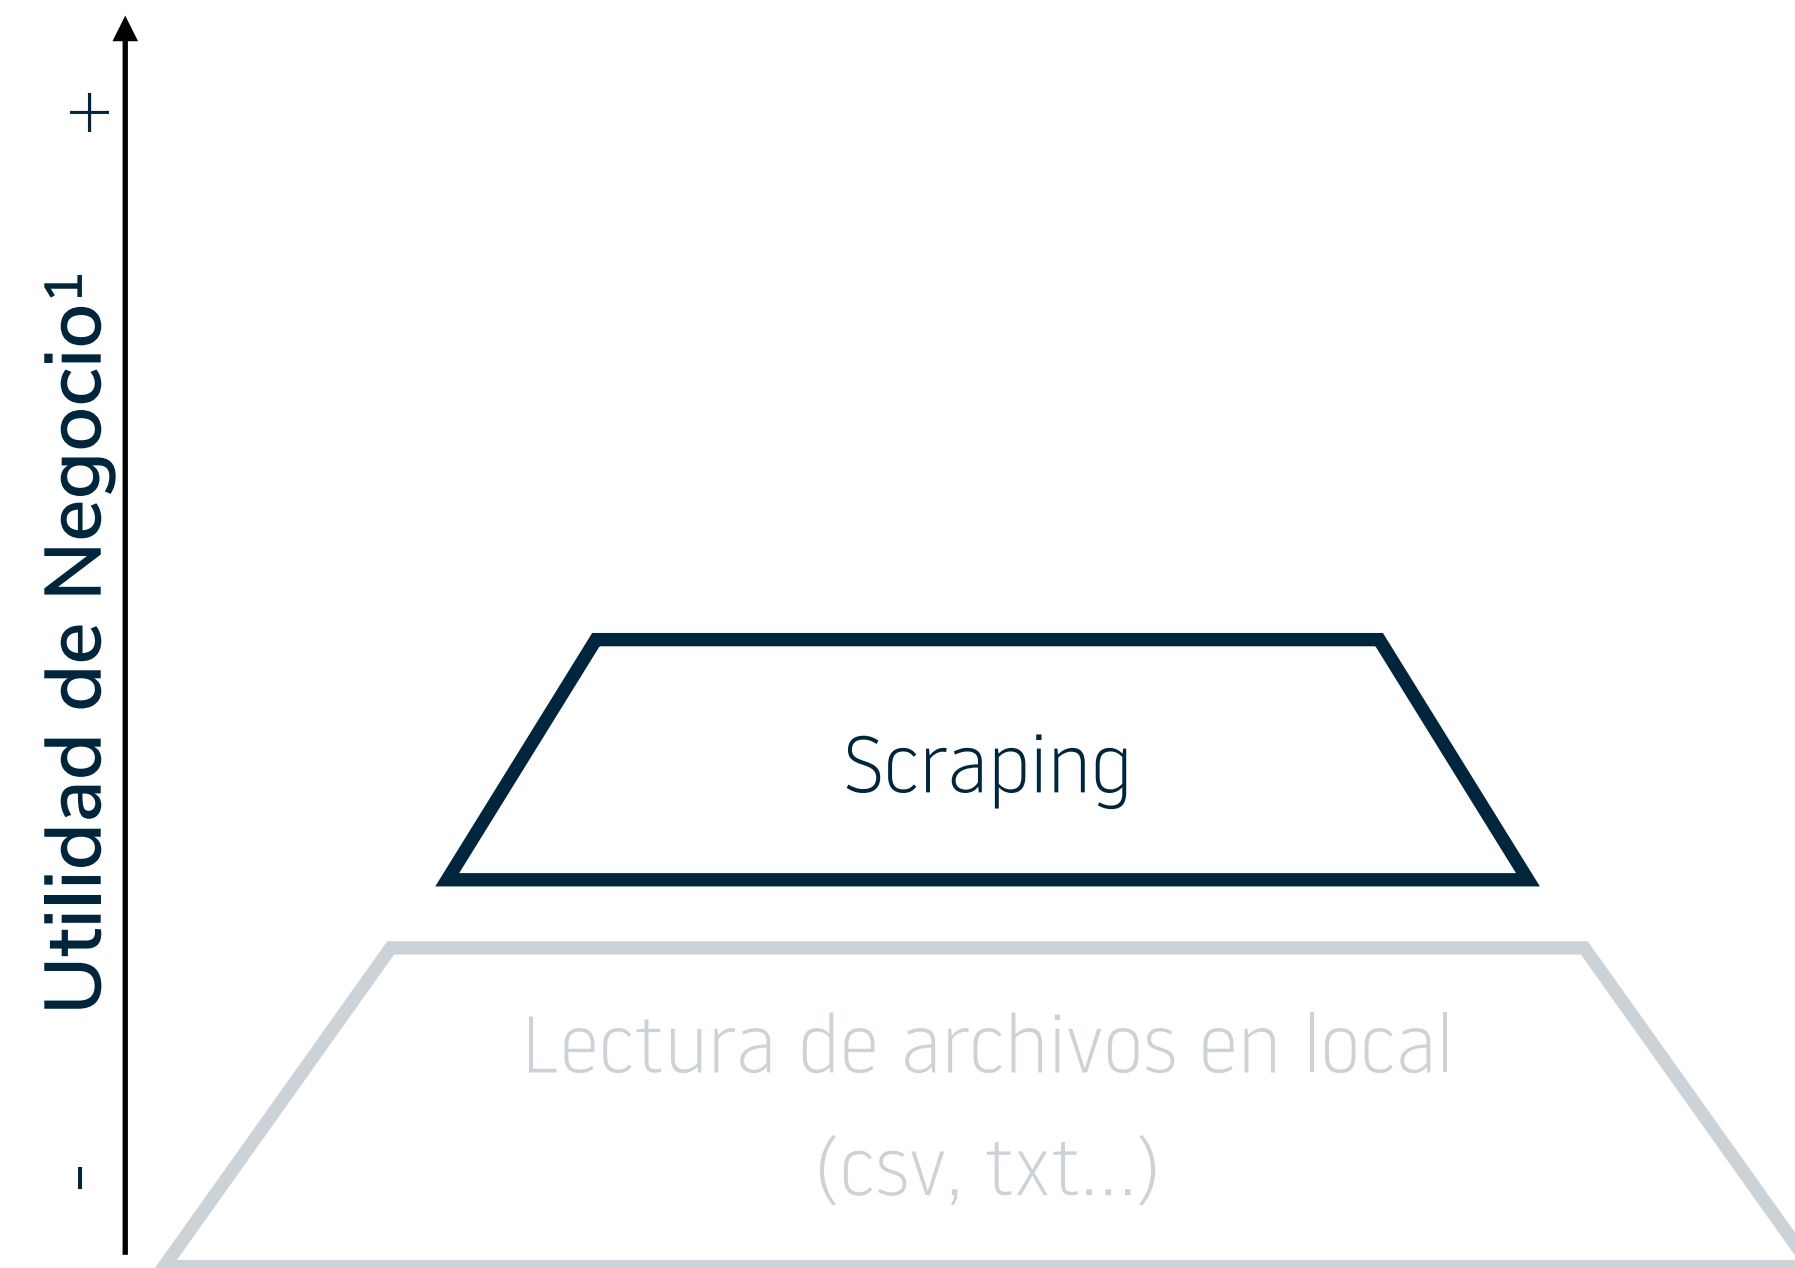 +
Utilidad de Negocio¹
-
Scraping
Lectura de archivos en local
(csv, txt...)